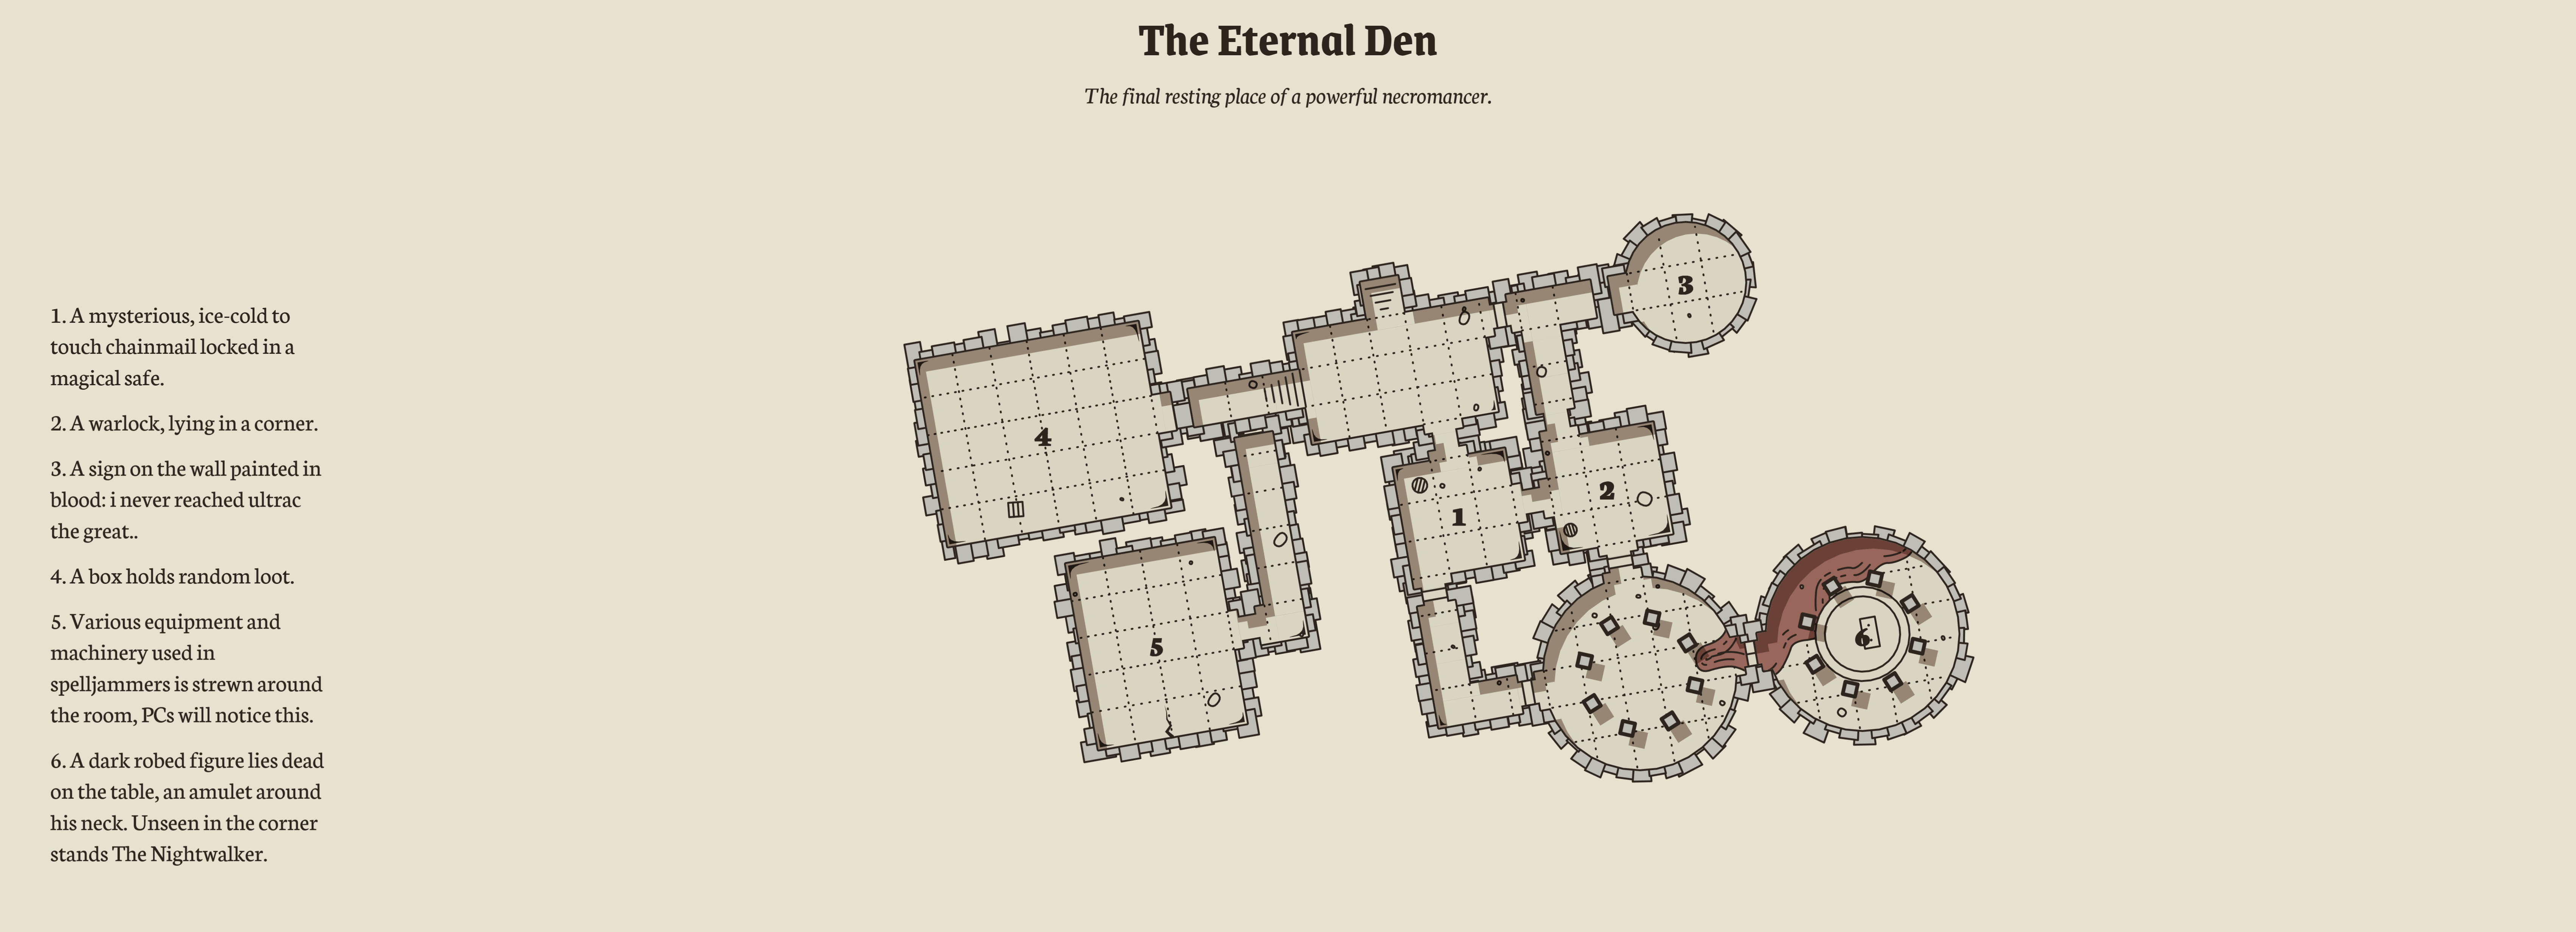 The Eternal Den
The final resting place of a powerful necromancer.
1. A mysterious, ice-cold to
touch chainmail locked in a
magical safe.
2. A warlock, lying in a corner.
3. A sign on the wall painted in
blood: i never reached ultrac
the great..
4. A box holds random loot.
5. Various equipment and
machinery used in
spelljammers is strewn around
the room, PCs will notice this.
6. A dark robed figure lies dead
on the table, an amulet around
his neck. Unseen in the corner
stands The Nightwalker.
3
4
2
1
6
5